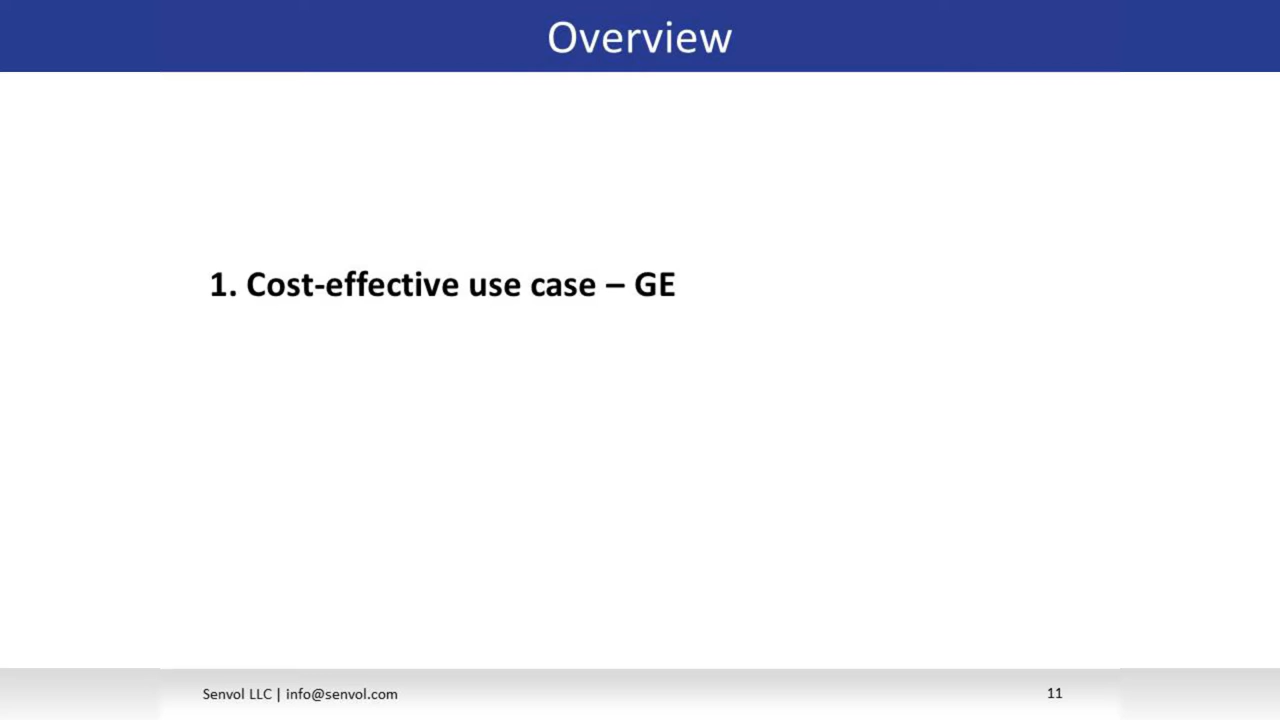 Overview
1. Cost-effective use case – GE
Senvol LLC | info@senvol.com
11